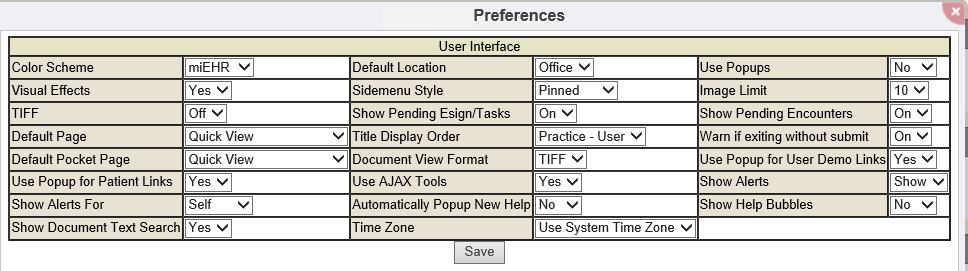 Preferences
User Interface
Color Scheme miEHR Default Location Office Use Popups No
Visual Effects Yes Sidemenu Style Pinned Image Limit 10
TIFF Off Show Pending Esign/Tasks On Show Pending Encounters On
Default Page Quick View Title Display Order Practice - User Warn if exiting without submit On
Default Pocket Page Quick View Document View Format TIFF Use Popup for User Demo Links Yes
Use Popup for Patient Links Yes Use AJAX Tools Yes Show Alerts Show
Show Alerts For Self Automatically Popup New Help No Show Help Bubbles No
Show Document Text Search Yes Time Zone Use System Time Zone
Save